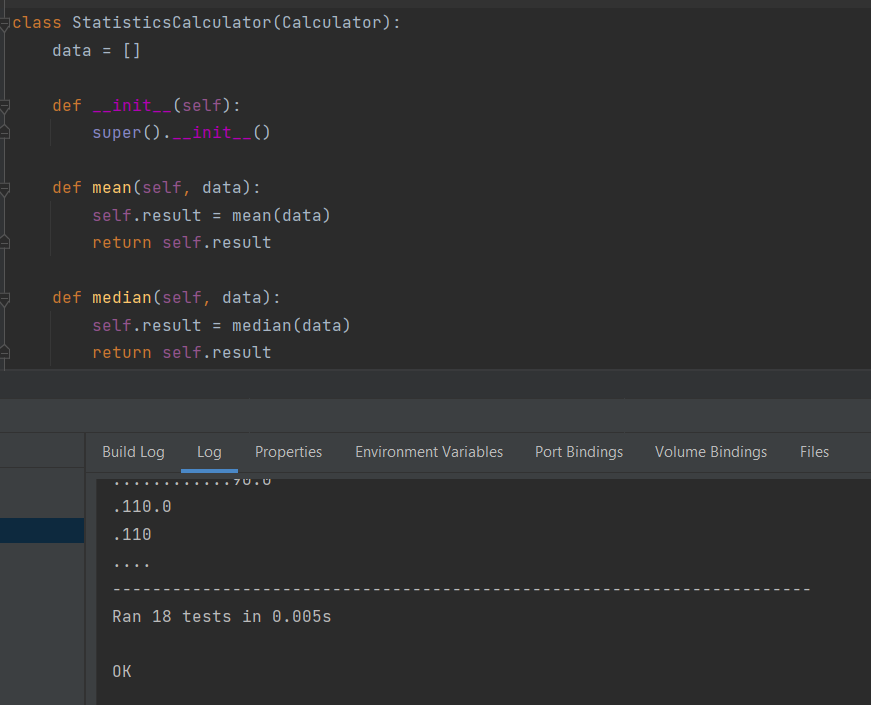 class StatisticsCalculator(Calculator):
    data = []
    def __init__(self):
        super().__init__()
    def mean(self, data):
        self.result = mean(data)
        return self.result
    def median(self, data):
        self.result = median(data)
        return self.result
Build Log Log Properties Environment Variables Port Bindings Volume Bindings Files
............90.0
.110.0
.110
....
----------------------------------------------------------------------
Ran 18 tests in 0.005s
OK